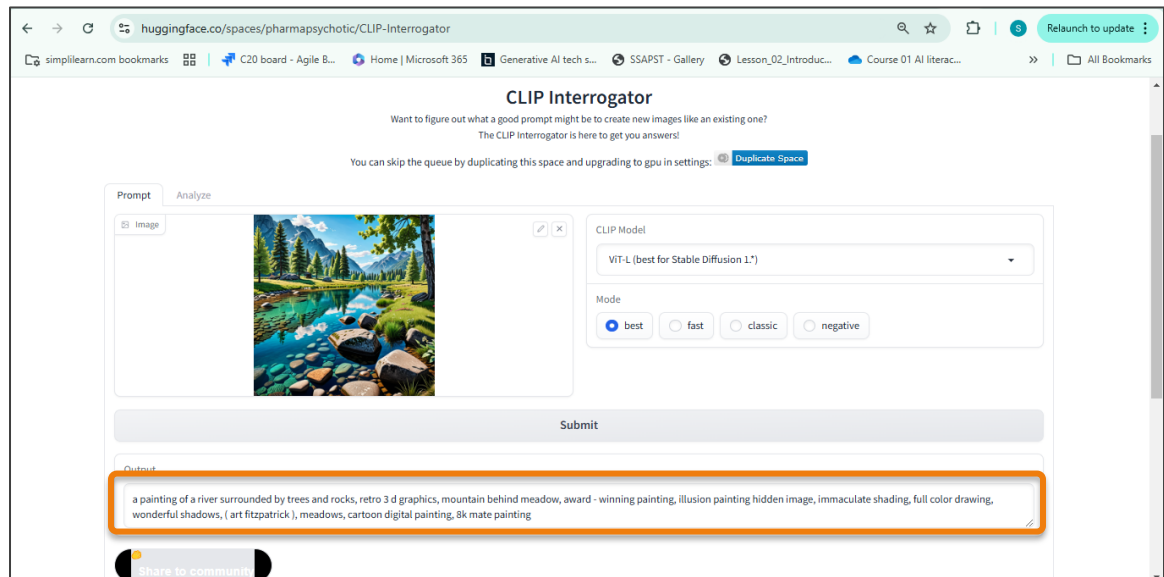 huggingface.co/spaces/pharmapsychotic/CLIP-Interrogator
S
Relaunch to update
simplilearn.com bookmarks
C20 board - Agile B...
Home | Microsoft 365
Generative AI tech s...
SSAPST - Gallery
Lesson_02_Introduc...
Course 01 AI literac...
»
All Bookmarks
CLIP Interrogator
Want to figure out what a good prompt might be to create new images like an existing one?
The CLIP Interrogator is here to get you answers!
You can skip the queue by duplicating this space and upgrading to gpu in settings: Duplicate Space
Prompt
Analyze
Image
CLIP Model
ViT-L (best for Stable Diffusion 1.*)
Mode
best
fast
classic
negative
Submit
Output
a painting of a river surrounded by trees and rocks, retro 3 d graphics, mountain behind meadow, award - winning painting, illusion painting hidden image, immaculate shading, full color drawing,
wonderful shadows, ( art fitzpatrick ), meadows, cartoon digital painting, 8k mate painting
Share to community